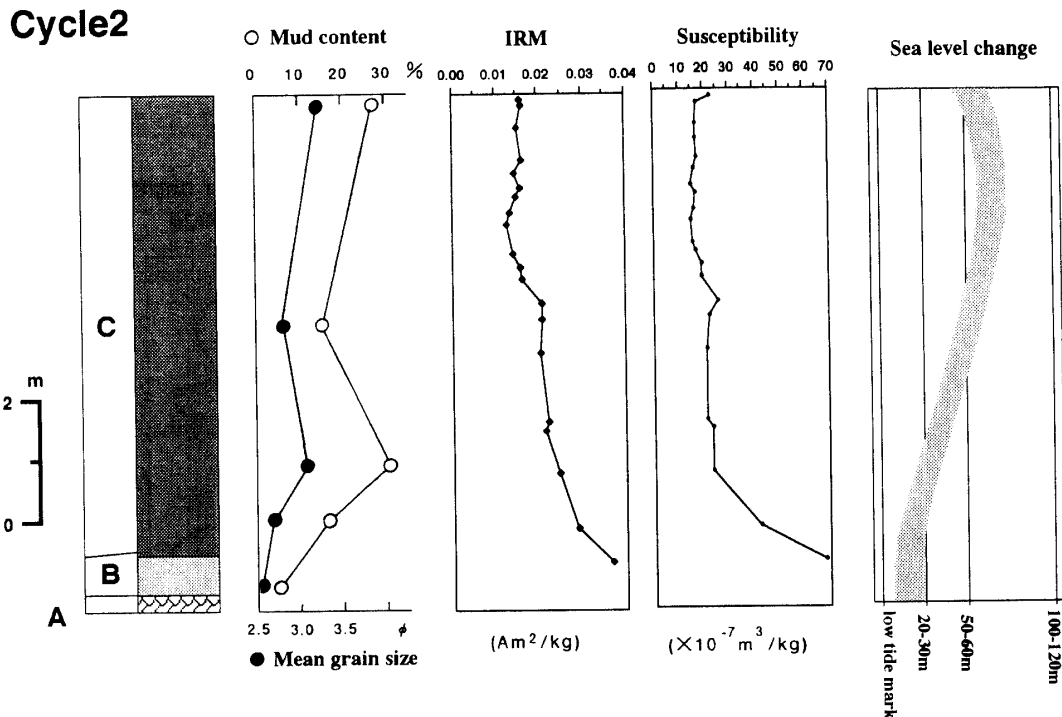 Cycle2
○ Mud content
IRM
Susceptibility
Sea level change
0 10 % 30
0.00 0.01 0.02 0.03 0.04
0 10 20 30 40 50 60 70
C
m
2
0
B
A
2.5 3.0 3.5 φ
● Mean grain size
(Am²/kg)
(×10⁻⁷ m³/kg)
low tide mark
20-30m
50-60m
100-120m